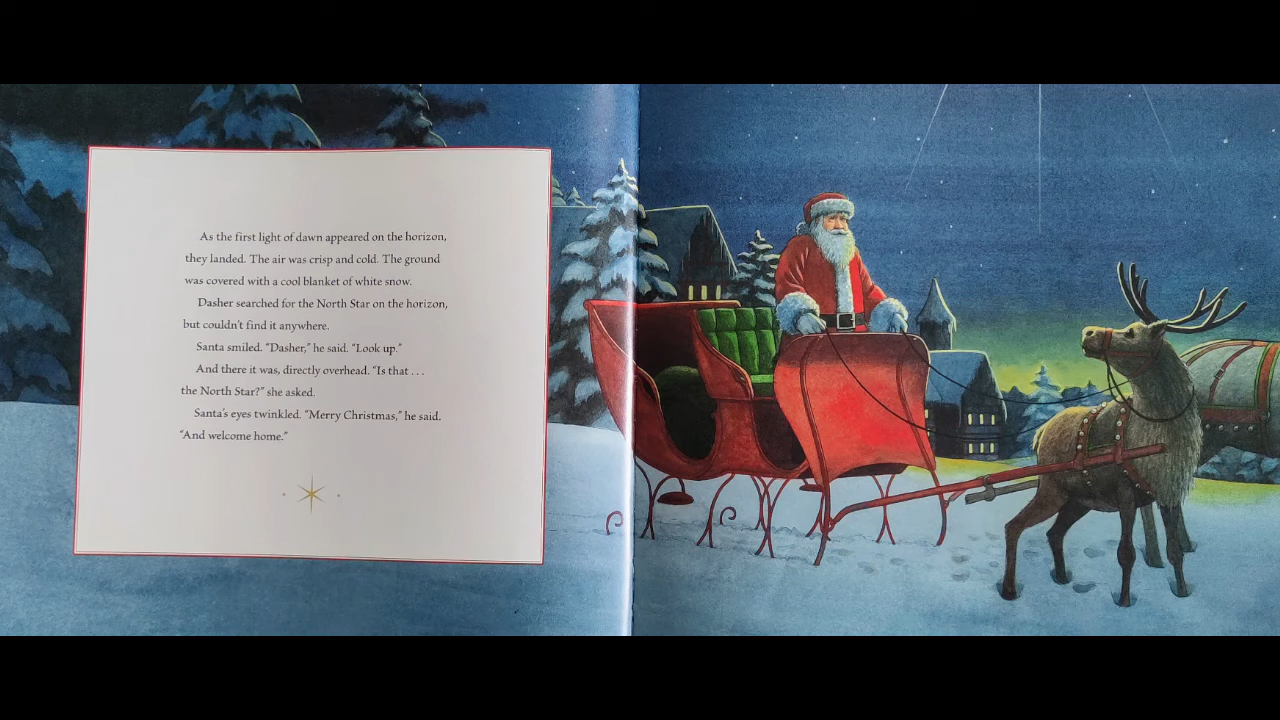 As the first light of dawn appeared on the horizon,
they landed. The air was crisp and cold. The ground
was covered with a cool blanket of white snow.
Dasher searched for the North Star on the horizon,
but couldn’t find it anywhere.
Santa smiled. “Dasher,” he said. “Look up.”
And there it was, directly overhead. “Is that . . .
the North Star?” she asked.
Santa’s eyes twinkled. “Merry Christmas,” he said.
“And welcome home.”